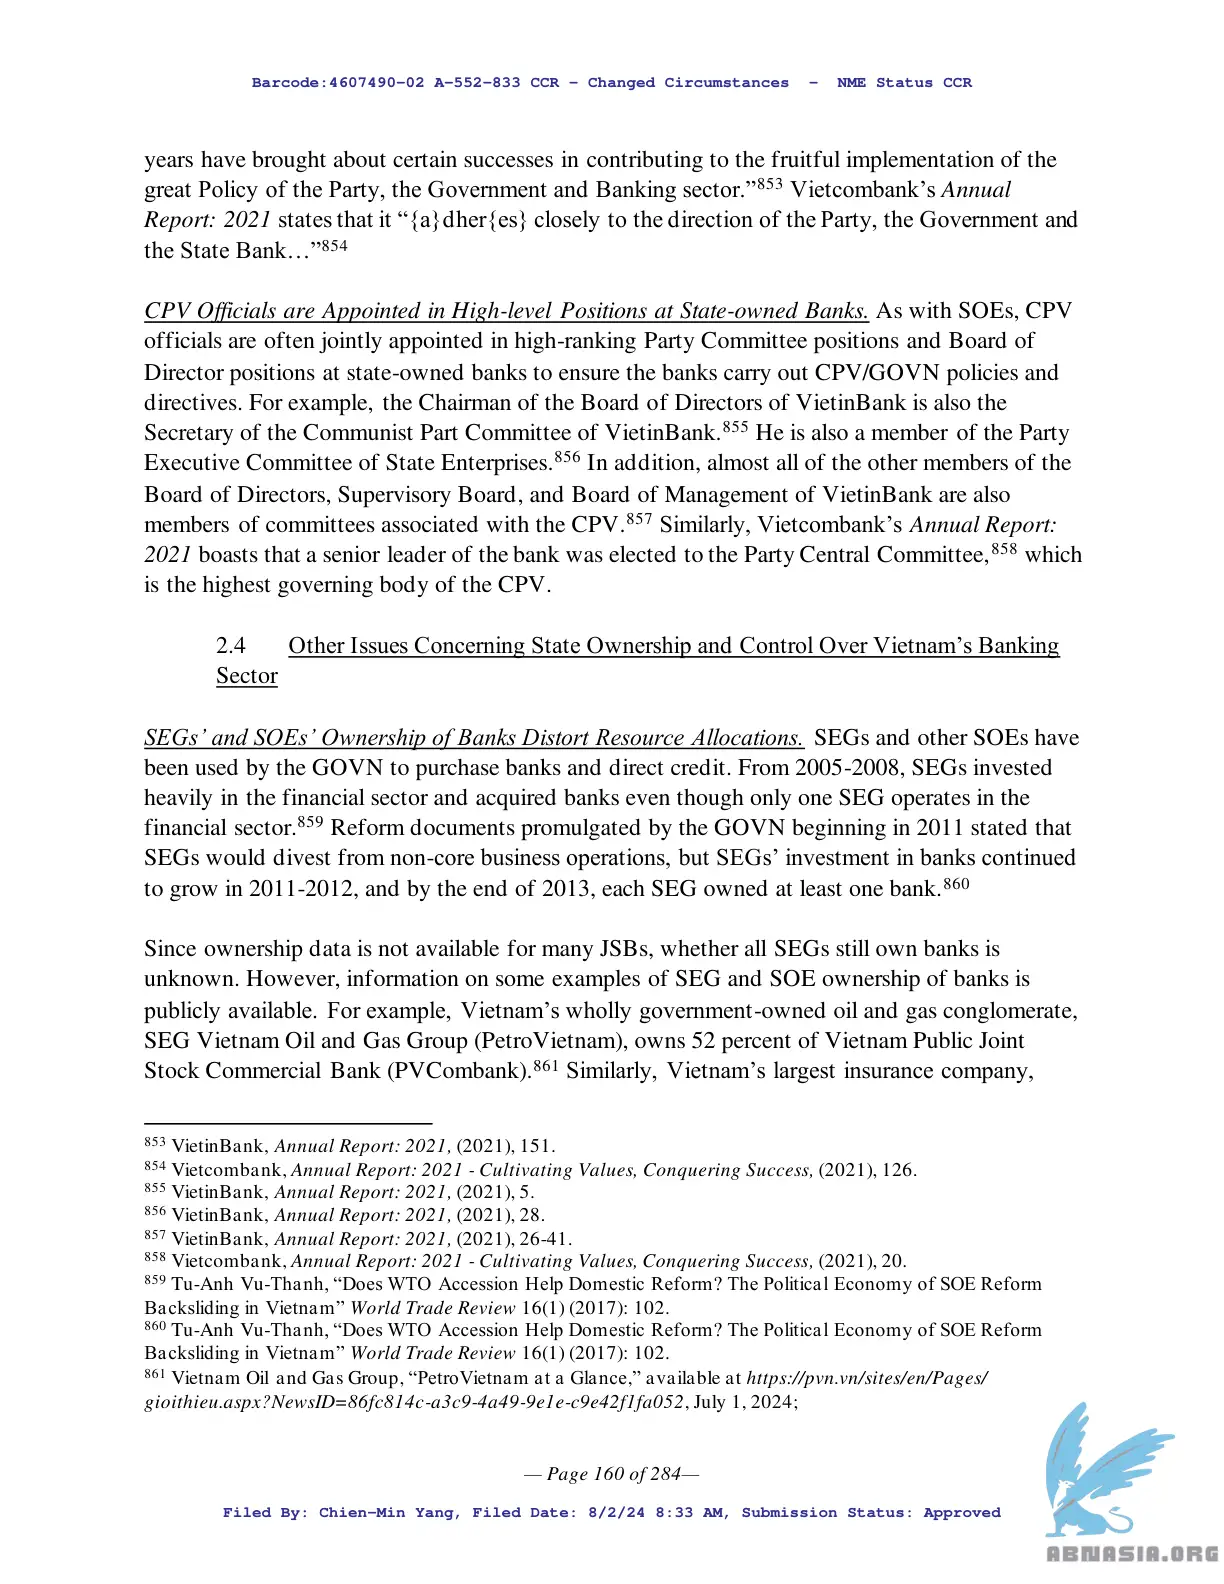 Barcode:4607490-02 A-552-833 CCR - Changed Circumstances - NME Status CCR
years have brought about certain successes in contributing to the fruitful implementation of the
great Policy of the Party, the Government and Banking sector.”853 Vietcombank’s Annual
Report: 2021 states that it “{a}dher{es} closely to the direction of the Party, the Government and
the State Bank…”854
CPV Officials are Appointed in High-level Positions at State-owned Banks. As with SOEs, CPV
officials are often jointly appointed in high-ranking Party Committee positions and Board of
Director positions at state-owned banks to ensure the banks carry out CPV/GOVN policies and
directives. For example, the Chairman of the Board of Directors of VietinBank is also the
Secretary of the Communist Part Committee of VietinBank.855 He is also a member of the Party
Executive Committee of State Enterprises.856 In addition, almost all of the other members of the
Board of Directors, Supervisory Board, and Board of Management of VietinBank are also
members of committees associated with the CPV.857 Similarly, Vietcombank’s Annual Report:
2021 boasts that a senior leader of the bank was elected to the Party Central Committee,858 which
is the highest governing body of the CPV.
2.4 Other Issues Concerning State Ownership and Control Over Vietnam’s Banking
Sector
SEGs’ and SOEs’ Ownership of Banks Distort Resource Allocations. SEGs and other SOEs have
been used by the GOVN to purchase banks and direct credit. From 2005-2008, SEGs invested
heavily in the financial sector and acquired banks even though only one SEG operates in the
financial sector.859 Reform documents promulgated by the GOVN beginning in 2011 stated that
SEGs would divest from non-core business operations, but SEGs’ investment in banks continued
to grow in 2011-2012, and by the end of 2013, each SEG owned at least one bank.860
Since ownership data is not available for many JSBs, whether all SEGs still own banks is
unknown. However, information on some examples of SEG and SOE ownership of banks is
publicly available. For example, Vietnam’s wholly government-owned oil and gas conglomerate,
SEG Vietnam Oil and Gas Group (PetroVietnam), owns 52 percent of Vietnam Public Joint
Stock Commercial Bank (PVCombank).861 Similarly, Vietnam’s largest insurance company,
853 VietinBank, Annual Report: 2021, (2021), 151.
854 Vietcombank, Annual Report: 2021 - Cultivating Values, Conquering Success, (2021), 126.
855 VietinBank, Annual Report: 2021, (2021), 5.
856 VietinBank, Annual Report: 2021, (2021), 28.
857 VietinBank, Annual Report: 2021, (2021), 26-41.
858 Vietcombank, Annual Report: 2021 - Cultivating Values, Conquering Success, (2021), 20.
859 Tu-Anh Vu-Thanh, “Does WTO Accession Help Domestic Reform? The Political Economy of SOE Reform
Backsliding in Vietnam” World Trade Review 16(1) (2017): 102.
860 Tu-Anh Vu-Thanh, “Does WTO Accession Help Domestic Reform? The Political Economy of SOE Reform
Backsliding in Vietnam” World Trade Review 16(1) (2017): 102.
861 Vietnam Oil and Gas Group, “PetroVietnam at a Glance,” available at https://pvn.vn/sites/en/Pages/
gioithieu.aspx?NewsID=86fc814c-a3c9-4a49-9e1e-c9e42f1fa052, July 1, 2024;
— Page 160 of 284—
Filed By: Chien-Min Yang, Filed Date: 8/2/24 8:33 AM, Submission Status: Approved
ABNASIA.ORG